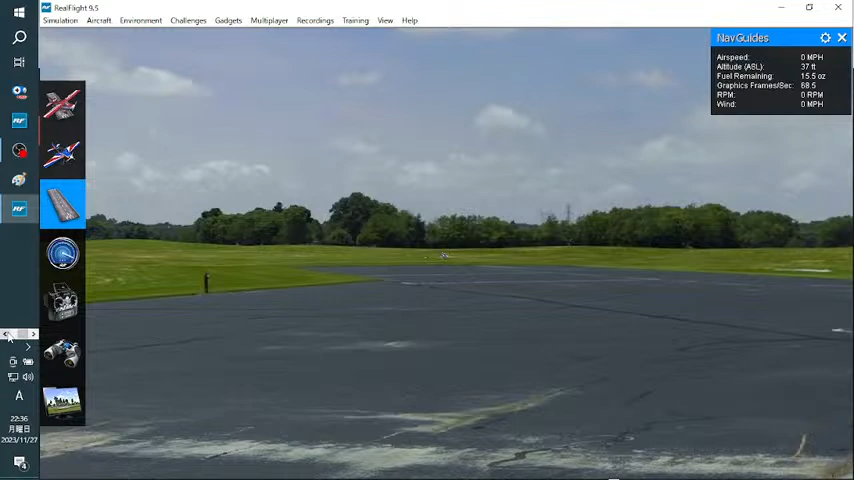 RealFlight 9.5
Simulation Aircraft Environment Challenges Gadgets Multiplayer Recordings Training View Help
NavGuides
Airspeed: 0 MPH
Altitude (ASL): 37 ft
Fuel Remaining: 15.5 oz
Graphics Frames/Sec: 68.5
RPM: 0 RPM
Wind: 0 MPH
A
22:36
月曜日
2023/11/27
4